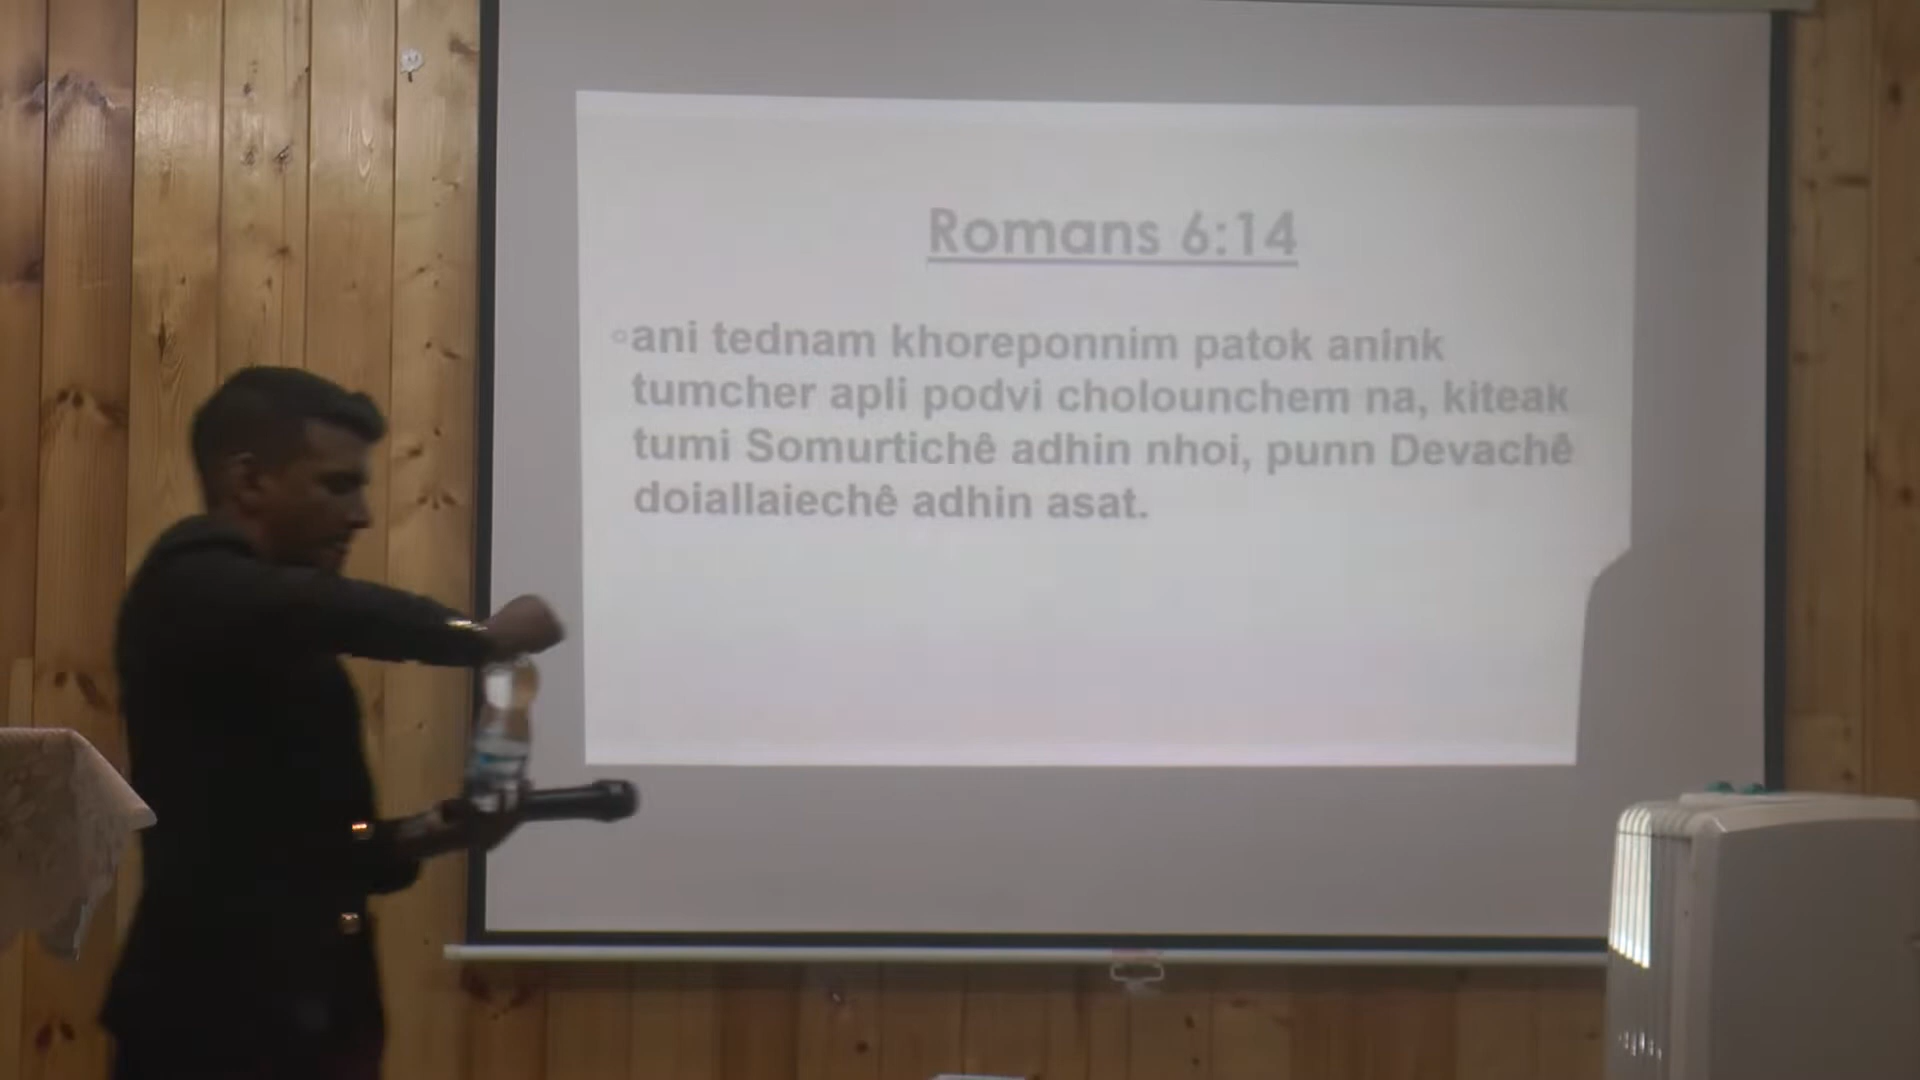 Romans 6:14
ani tednam khoreponnim patok anink
tumcher apli podvi cholounchem na, kiteak
tumi Somurtichê adhin nhoi, punn Devachê
doiallaiechê adhin asat.